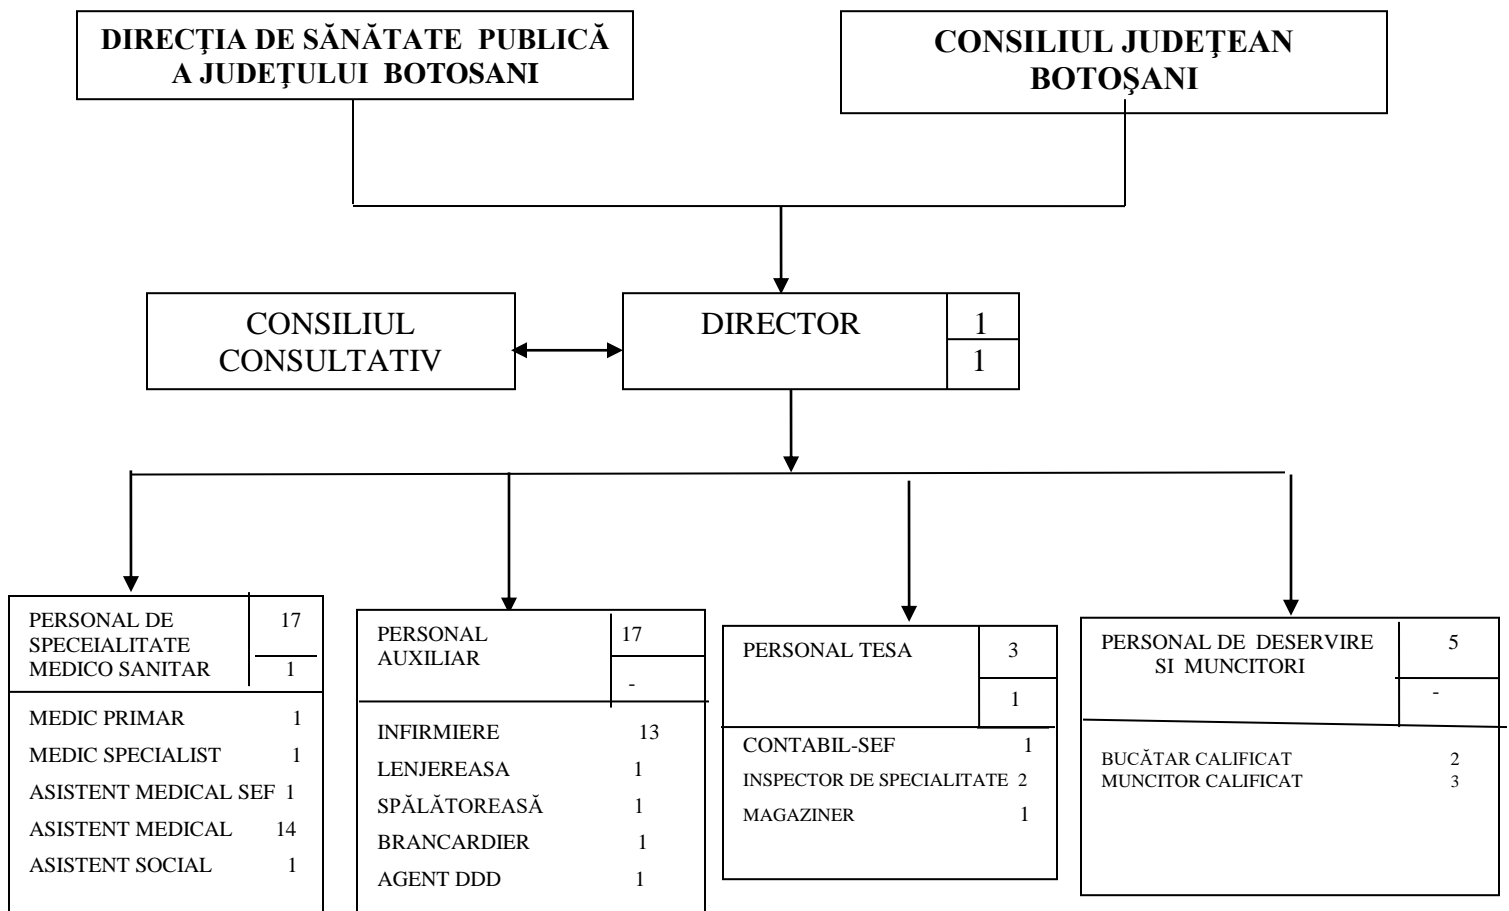 DIRECŢIA DE SĂNĂTATE PUBLICĂ
A JUDEŢULUI BOTOSANI
CONSILIUL JUDEŢEAN
BOTOŞANI
CONSILIUL
CONSULTATIV
DIRECTOR
1
1
PERSONAL DE
SPECEIALITATE
MEDICO SANITAR
17
1
MEDIC PRIMAR 1
MEDIC SPECIALIST 1
ASISTENT MEDICAL SEF 1
ASISTENT MEDICAL 14
ASISTENT SOCIAL 1
PERSONAL
AUXILIAR
17
-
INFIRMIERE 13
LENJEREASA 1
SPĂLĂTOREASĂ 1
BRANCARDIER 1
AGENT DDD 1
PERSONAL TESA
3
1
CONTABIL-SEF 1
INSPECTOR DE SPECIALITATE 2
MAGAZINER 1
PERSONAL DE DESERVIRE
SI MUNCITORI
5
-
BUCĂTAR CALIFICAT 2
MUNCITOR CALIFICAT 3